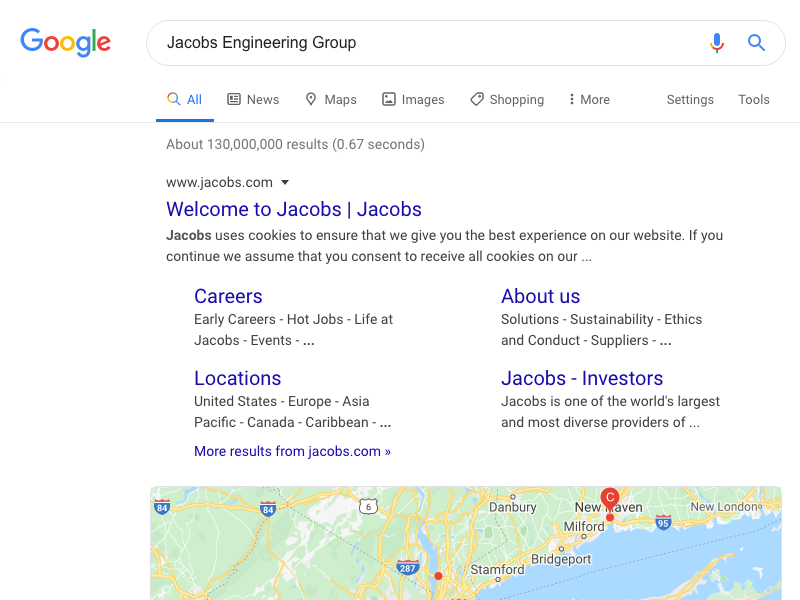 Google
Jacobs Engineering Group
All News Maps Images Shopping More Settings Tools
About 130,000,000 results (0.67 seconds)
www.jacobs.com
Welcome to Jacobs | Jacobs
Jacobs uses cookies to ensure that we give you the best experience on our website. If you
continue we assume that you consent to receive all cookies on our ...
Careers
Early Careers - Hot Jobs - Life at
Jacobs - Events - ...
About us
Solutions - Sustainability - Ethics
and Conduct - Suppliers - ...
Locations
United States - Europe - Asia
Pacific - Canada - Caribbean - ...
Jacobs - Investors
Jacobs is one of the world's largest
and most diverse providers of ...
More results from jacobs.com »
84
84
6
Danbury
C
New Haven
New London
Milford
95
Bridgeport
287
Stamford